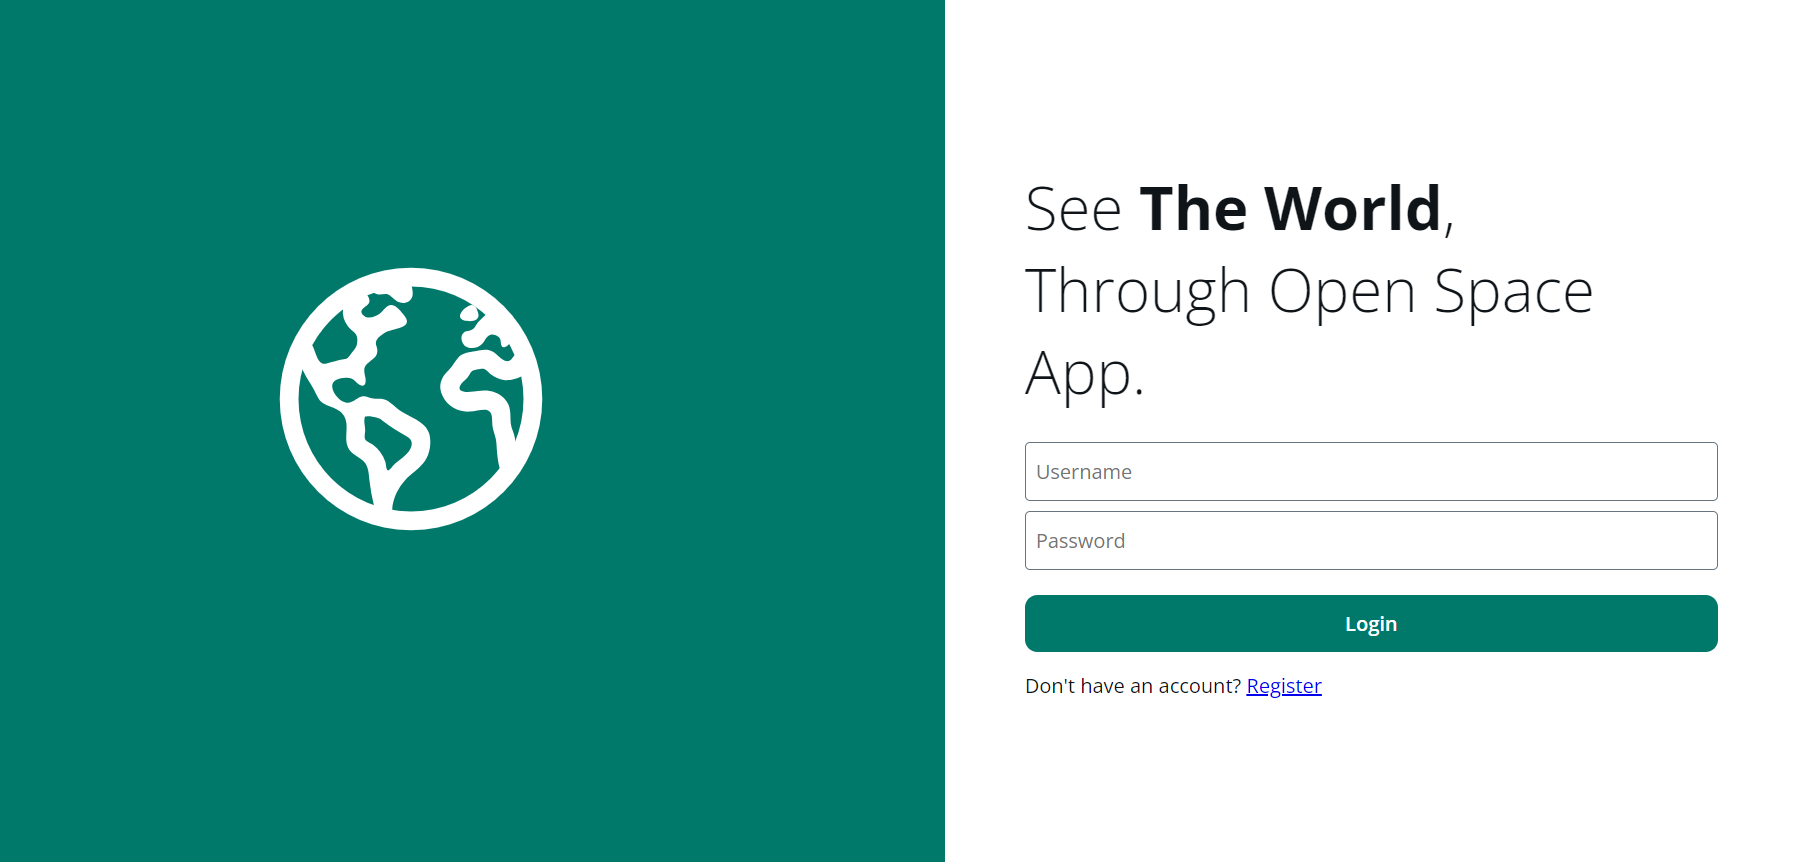 See The World,
Through Open Space
App.
Username
Password
Login
Don't have an account? Register